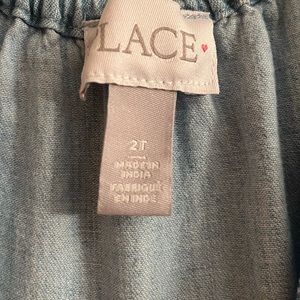 PLACE
2T
MADE IN
INDIA
FABRIQUÉ
EN INDE